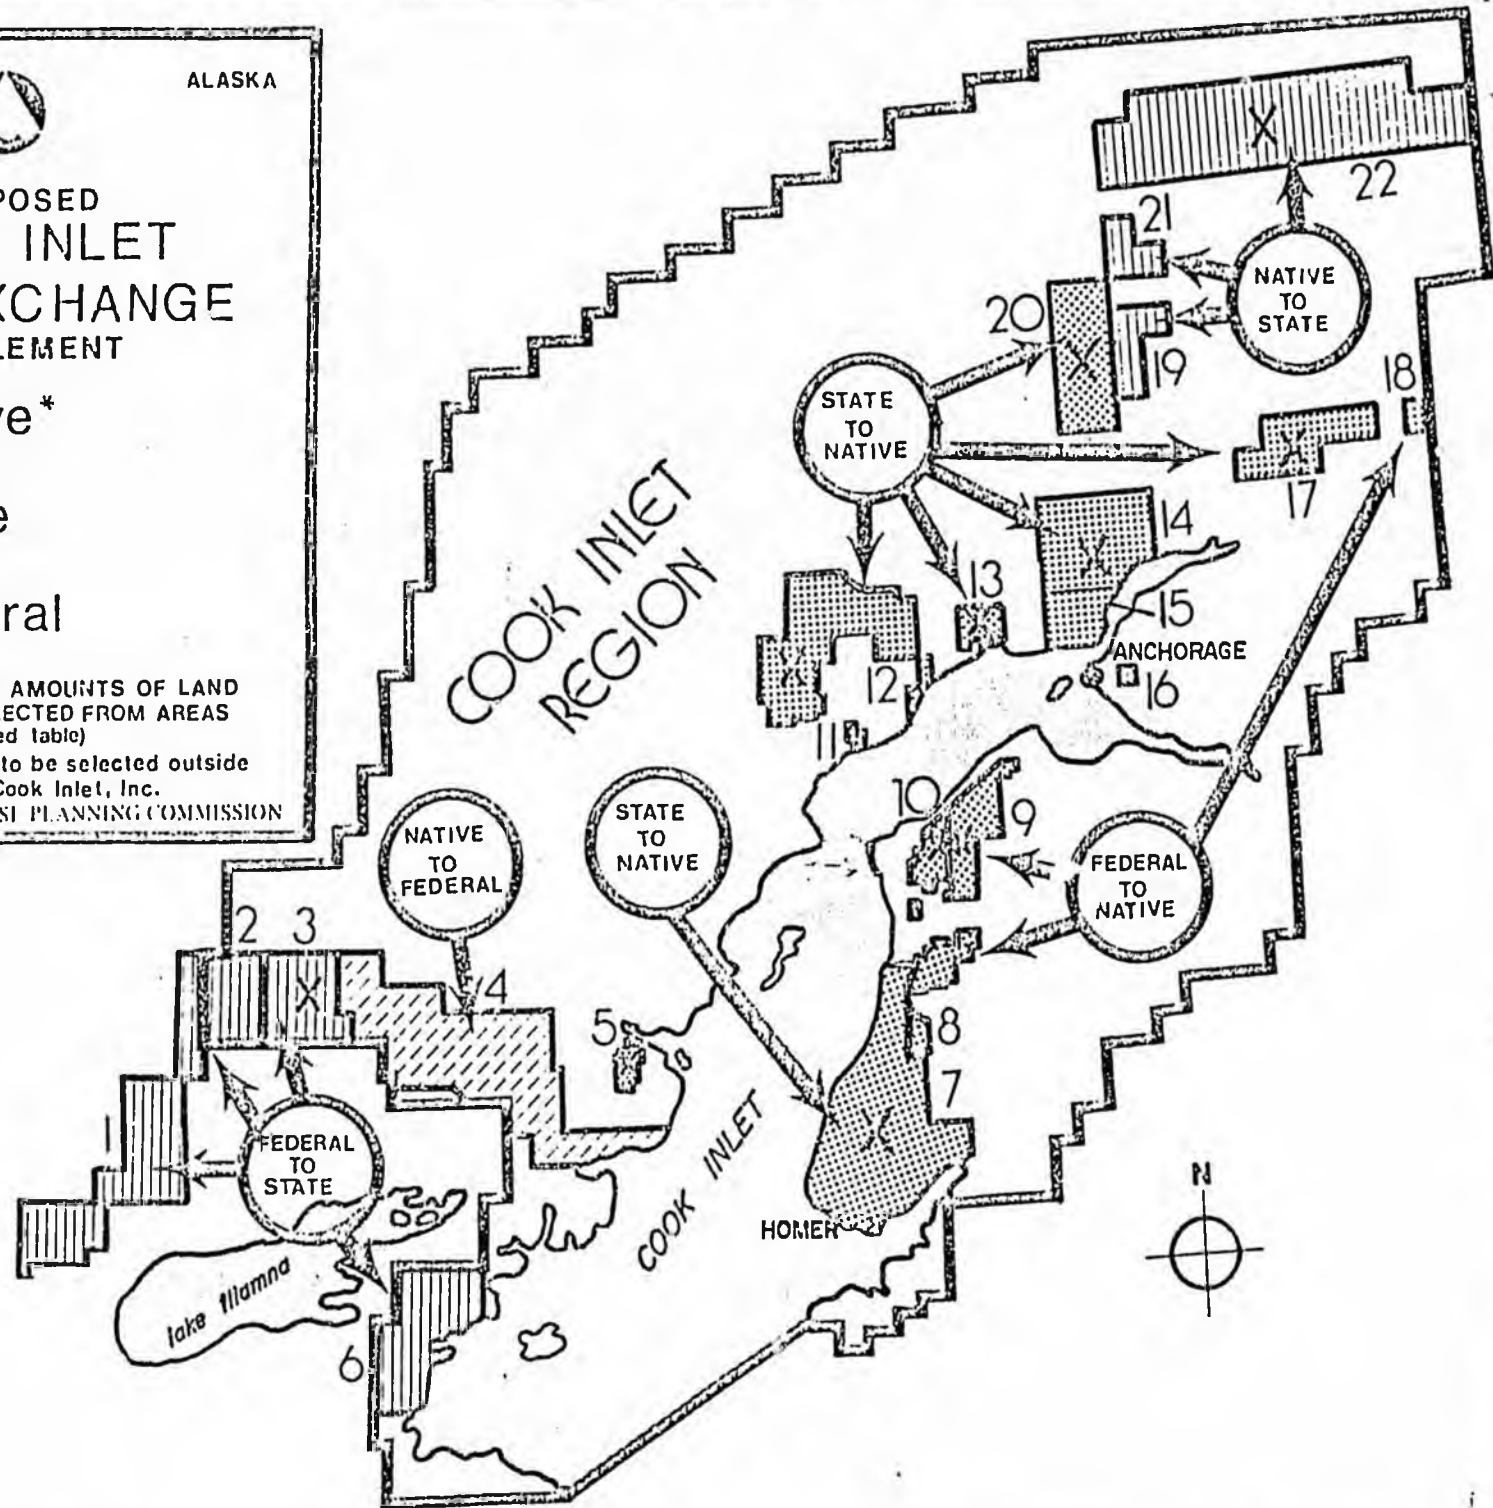 ALASKA
POSED
INLET
XCHANGE
LEMENT
ve*
e
ral
AMOUNTS OF LAND
LECTED FROM AREAS
ed table)
to be selected outside
Cook Inlet, Inc.
SE PLANNING COMMISSION
COOK INLET
REGION
22
21
NATIVE
TO
STATE
20
19
18
STATE
TO
NATIVE
17
14
13
15
ANCHORAGE
16
12
11
10
9
NATIVE
TO
FEDERAL
STATE
TO
NATIVE
FEDERAL
TO
NATIVE
2
3
4
5
8
7
1
FEDERAL
TO
STATE
COOK INLET
HOMER
N
lake Iliamna
6